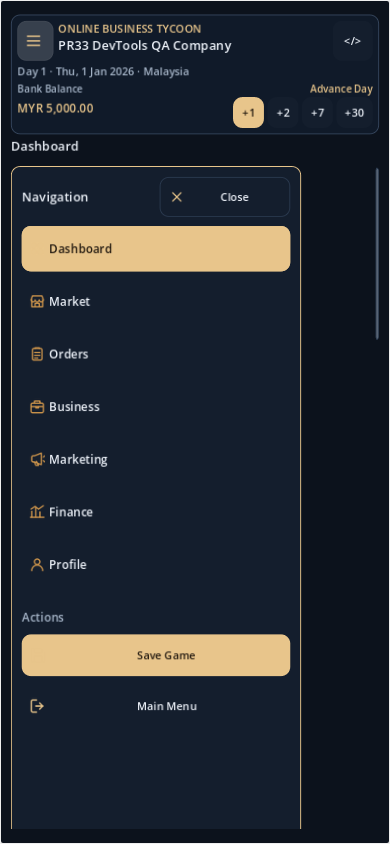 ONLINE BUSINESS TYCOON
PR33 DevTools QA Company
</>
Day 1 · Thu, 1 Jan 2026 · Malaysia
Bank Balance
Advance Day
MYR 5,000.00
+1 +2 +7 +30
Dashboard
Navigation
Close
Dashboard
Market
Orders
Business
Marketing
Finance
Profile
Actions
Save Game
Main Menu